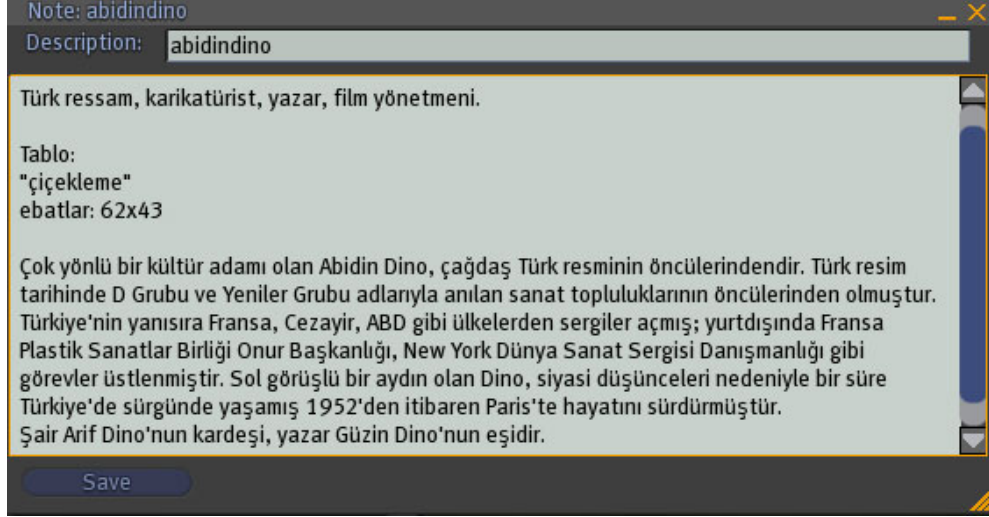 Note: abidindino
Description: abidindino
Türk ressam, karikatürist, yazar, film yönetmeni.
Tablo:
"çiçekleme"
ebatlar: 62x43
Çok yönlü bir kültür adamı olan Abidin Dino, çağdaş Türk resminin öncülerindendir. Türk resim
tarihinde D Grubu ve Yeniler Grubu adlarıyla anılan sanat topluluklarının öncülerinden olmuştur.
Türkiye'nin yanısıra Fransa, Cezayir, ABD gibi ülkelerden sergiler açmış; yurtdışında Fransa
Plastik Sanatlar Birliği Onur Başkanlığı, New York Dünya Sanat Sergisi Danışmanlığı gibi
görevler üstlenmiştir. Sol görüşlü bir aydın olan Dino, siyasi düşünceleri nedeniyle bir süre
Türkiye'de sürgünde yaşamış 1952'den itibaren Paris'te hayatını sürdürmüştür.
Şair Arif Dino'nun kardeşi, yazar Güzin Dino'nun eşidir.
Save